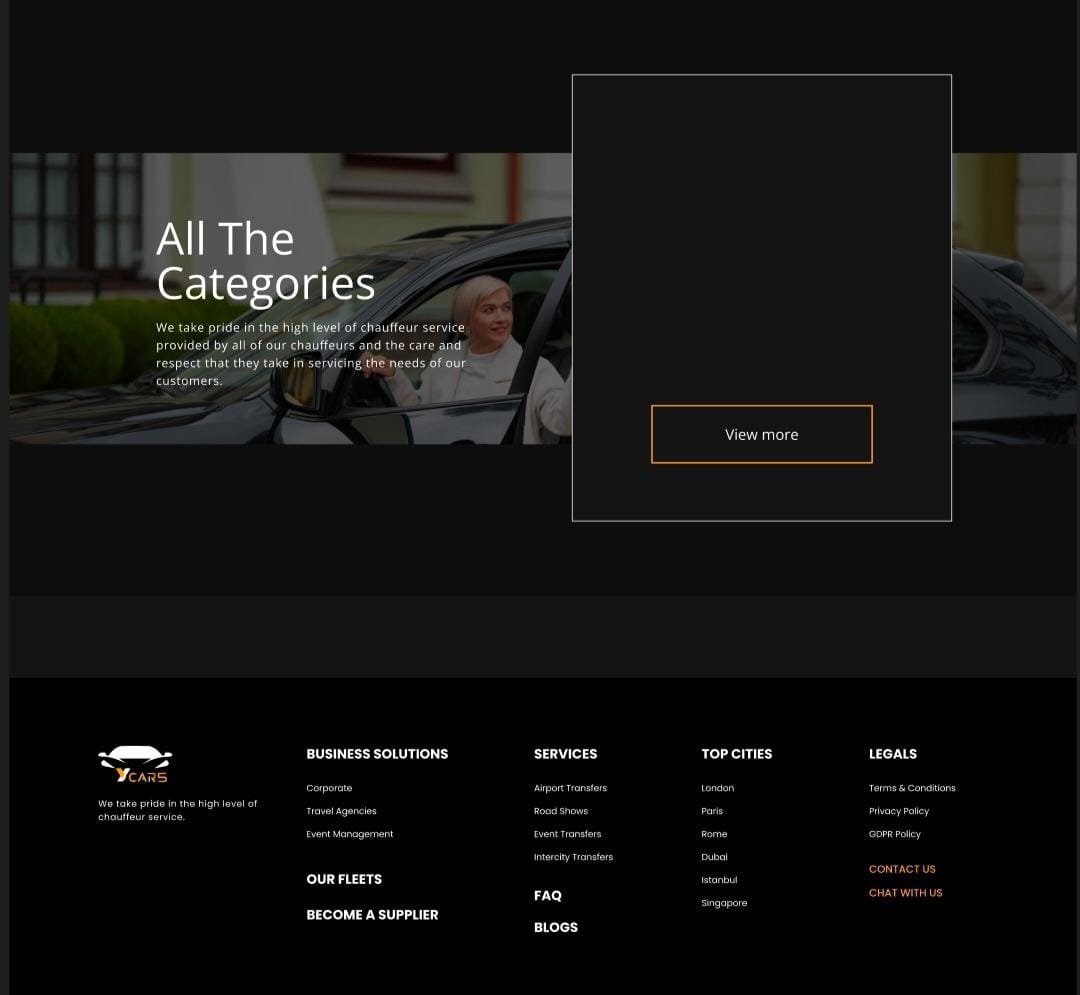 All The
Categories
We take pride in the high level of chauffeur service
provided by all of our chauffeurs and the care and
respect that they take in servicing the needs of our
customers.
View more
YCARS
We take pride in the high level of
chauffeur service.
BUSINESS SOLUTIONS
Corporate
Travel Agencies
Event Management
OUR FLEETS
BECOME A SUPPLIER
SERVICES
Airport Transfers
Road Shows
Event Transfers
Intercity Transfers
FAQ
BLOGS
TOP CITIES
London
Paris
Rome
Dubai
Istanbul
Singapore
LEGALS
Terms & Conditions
Privacy Policy
GDPR Policy
CONTACT US
CHAT WITH US